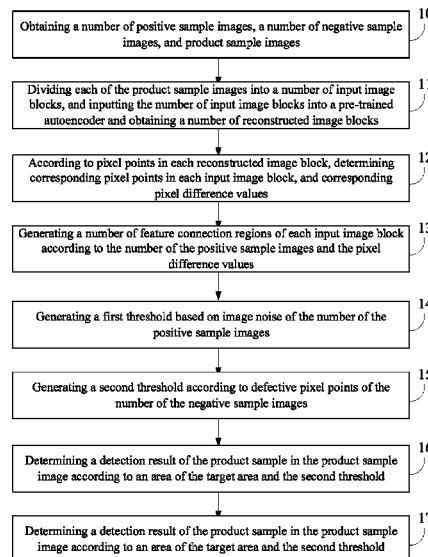 10
Obtaining a number of positive sample images, a number of negative sample
images, and product sample images
11
Dividing each of the product sample images into a number of input image
blocks, and inputting the number of input image blocks into a pre-trained
autoencoder and obtaining a number of reconstructed image blocks
12
According to pixel points in each reconstructed image block, determining
corresponding pixel points in each input image block, and corresponding
pixel difference values
13
Generating a number of feature connection regions of each input image block
according to the number of the positive sample images and the pixel
difference values
14
Generating a first threshold based on image noise of the number of the
positive sample images
15
Generating a second threshold according to defective pixel points of the
number of the negative sample images
16
Determining a detection result of the product sample in the product sample
image according to an area of the target area and the second threshold
17
Determining a detection result of the product sample in the product sample
image according to an area of the target area and the second threshold